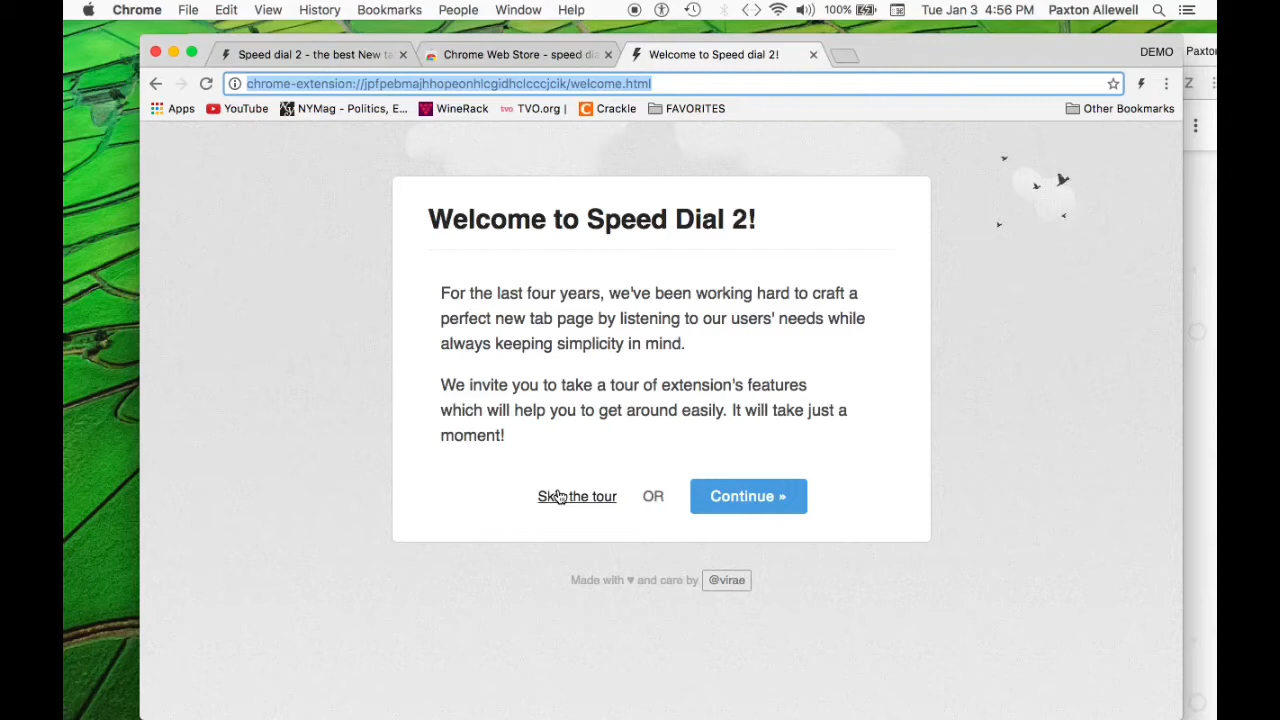 Chrome File Edit View History Bookmarks People Window Help 100% Tue Jan 3 4:56 PM Paxton Allewell
Speed dial 2 - the best New ta × Chrome Web Store - speed dia × Welcome to Speed dial 2! × DEMO Paxto
chrome-extension://jpfpebmajhhopeonhlcgidhclcccjcik/welcome.html
Apps YouTube NYMag - Politics, E... WineRack tvo TVO.org | Crackle FAVORITES Other Bookmarks
Welcome to Speed Dial 2!
For the last four years, we've been working hard to craft a
perfect new tab page by listening to our users' needs while
always keeping simplicity in mind.
We invite you to take a tour of extension's features
which will help you to get around easily. It will take just a
moment!
Skip the tour OR Continue »
Made with ♥ and care by @virae